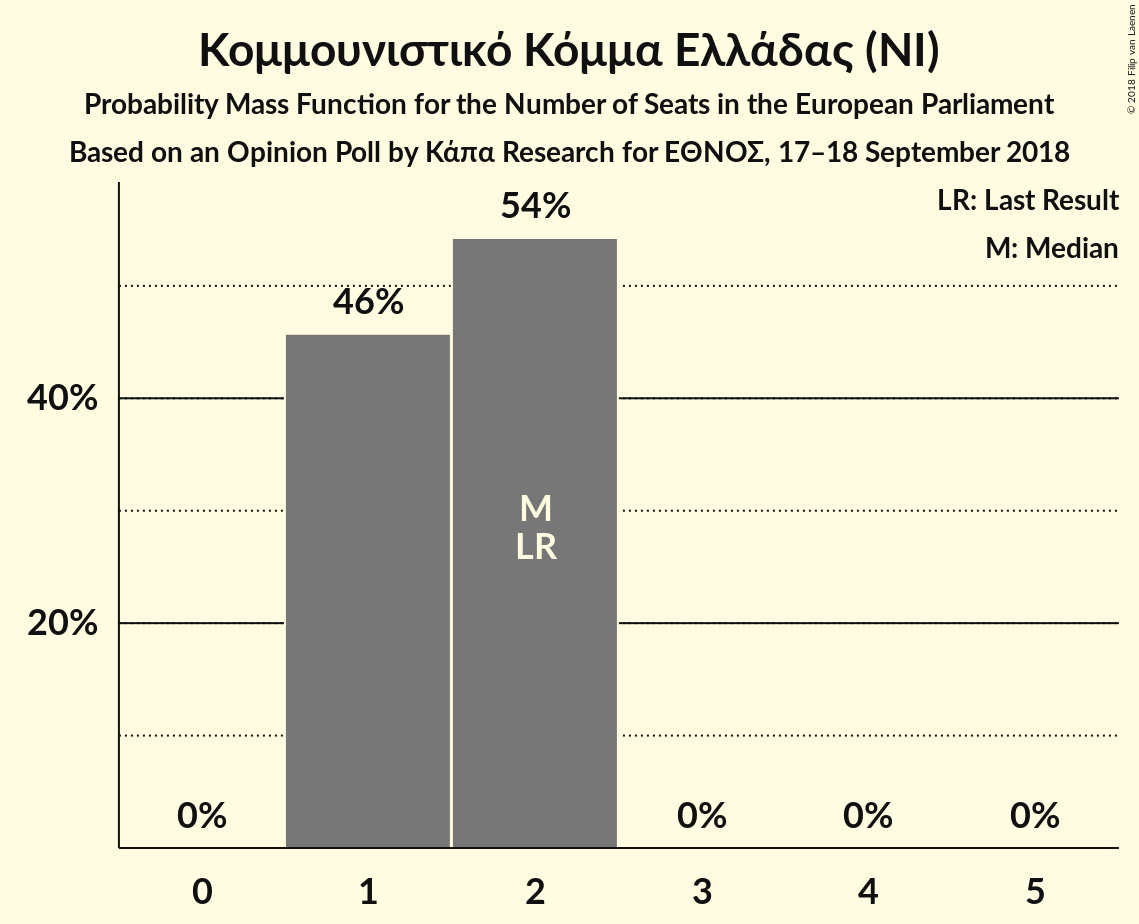 Κομμουνιστικό Κόμμα Ελλάδας (NI)
Probability Mass Function for the Number of Seats in the European Parliament
Based on an Opinion Poll by Κάπα Research for ΕΘΝΟΣ, 17–18 September 2018
© 2018 Filip van Laenen
LR: Last Result
M: Median
54%
46%
40%
M
LR
20%
0% 0% 0% 0%
0 1 2 3 4 5